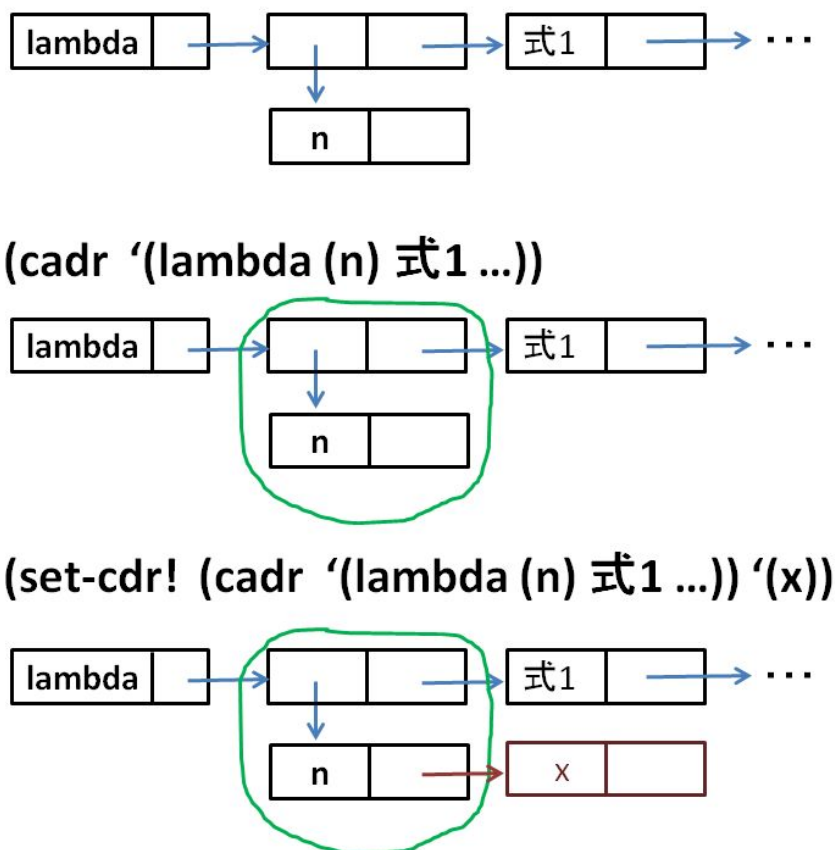 lambda 式1 ...
n
(cadr ‘(lambda (n) 式1 ...))
lambda 式1 ...
n
(set-cdr! (cadr ‘(lambda (n) 式1 ...)) ‘(x))
lambda 式1 ...
n x